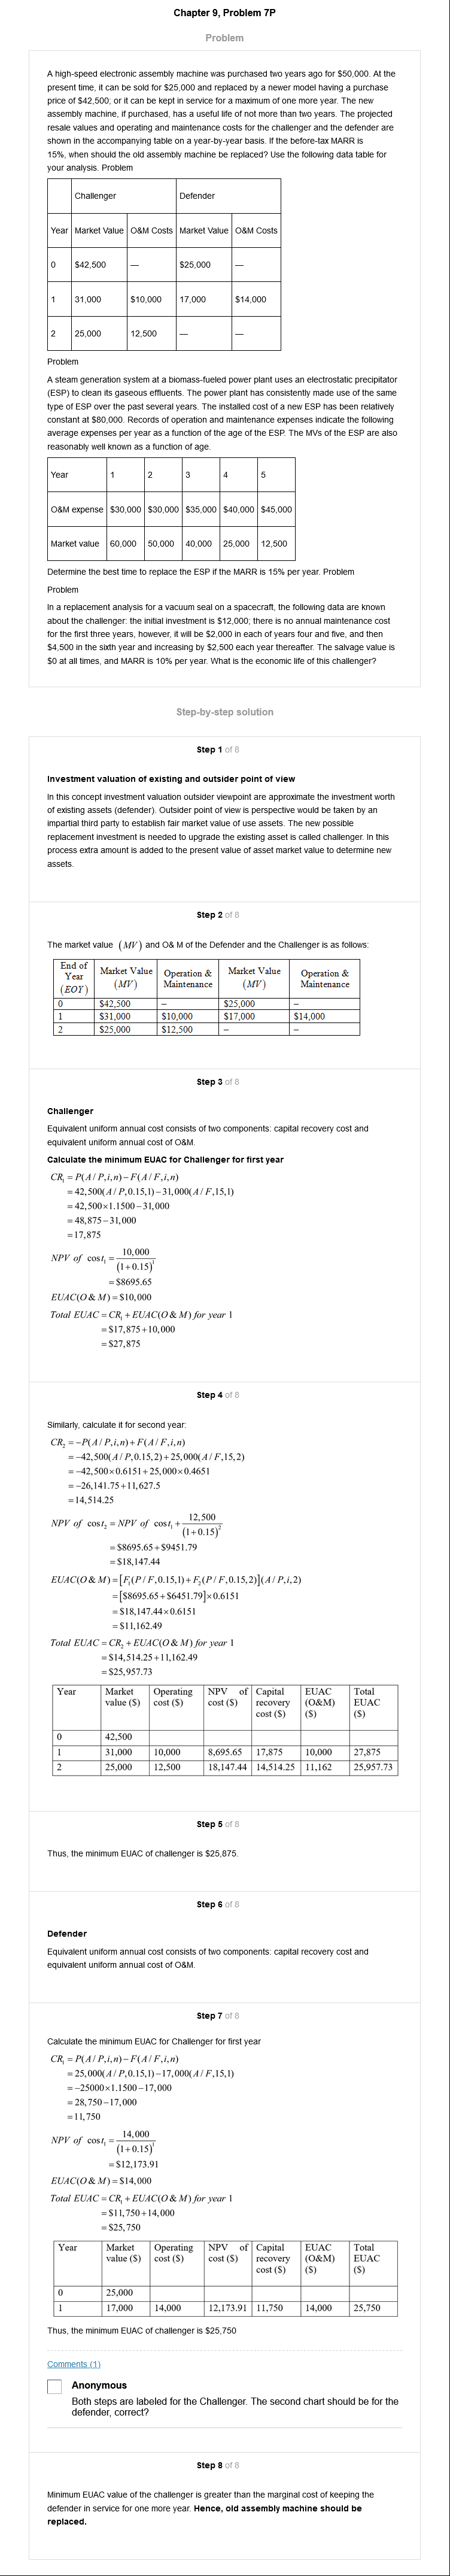 Chapter 9, Problem 7P
Problem
A high-speed electronic assembly machine was purchased two years ago for $50,000. At the
present time, it can be sold for $25,000 and replaced by a newer model having a purchase
price of $42,500; or it can be kept in service for a maximum of one more year. The new
assembly machine, if purchased, has a useful life of not more than two years. The projected
resale values and operating and maintenance costs for the challenger and the defender are
shown in the accompanying table on a year-by-year basis. If the before-tax MARR is
15%, when should the old assembly machine be replaced? Use the following data table for
your analysis. Problem
Challenger Defender
Year Market Value O&M Costs Market Value O&M Costs
0 $42,500 — $25,000 —
1 31,000 $10,000 17,000 $14,000
2 25,000 12,500 — —
Problem
A steam generation system at a biomass-fueled power plant uses an electrostatic precipitator
(ESP) to clean its gaseous effluents. The power plant has consistently made use of the same
type of ESP over the past several years. The installed cost of a new ESP has been relatively
constant at $80,000. Records of operation and maintenance expenses indicate the following
average expenses per year as a function of the age of the ESP. The MVs of the ESP are also
reasonably well known as a function of age.
Year 1 2 3 4 5
O&M expense $30,000 $30,000 $35,000 $40,000 $45,000
Market value 60,000 50,000 40,000 25,000 12,500
Determine the best time to replace the ESP if the MARR is 15% per year. Problem
Problem
In a replacement analysis for a vacuum seal on a spacecraft, the following data are known
about the challenger: the initial investment is $12,000; there is no annual maintenance cost
for the first three years, however, it will be $2,000 in each of years four and five, and then
$4,500 in the sixth year and increasing by $2,500 each year thereafter. The salvage value is
$0 at all times, and MARR is 10% per year. What is the economic life of this challenger?
Step-by-step solution
Step 1 of 8
Investment valuation of existing and outsider point of view
In this concept investment valuation outsider viewpoint are approximate the investment worth
of existing assets (defender). Outsider point of view is perspective would be taken by an
impartial third party to establish fair market value of use assets. The new possible
replacement investment is needed to upgrade the existing asset is called challenger. In this
process extra amount is added to the present value of asset market value to determine new
assets.
Step 2 of 8
The market value (MV) and O& M of the Defender and the Challenger is as follows:
End of Year (EOY) Market Value (MV) Operation & Maintenance Market Value (MV) Operation & Maintenance
0 $42,500 – $25,000 –
1 $31,000 $10,000 $17,000 $14,000
2 $25,000 $12,500 – –
Step 3 of 8
Challenger
Equivalent uniform annual cost consists of two components: capital recovery cost and
equivalent uniform annual cost of O&M.
Calculate the minimum EUAC for Challenger for first year
CR₁ = P(A/P,i,n)−F(A/F,i,n)
= 42,500(A/P,0.15,1)−31,000(A/F,15,1)
= 42,500×1.1500−31,000
= 48,875−31,000
= 17,875
NPV of cost₁ = 10,000/(1+0.15)¹
= $8695.65
EUAC(O & M) = $10,000
Total EUAC = CR₁ + EUAC(O & M) for year 1
= $17,875+10,000
= $27,875
Step 4 of 8
Similarly, calculate it for second year:
CR₂ = −P(A/P,i,n)+F(A/F,i,n)
= −42,500(A/P,0.15,2)+25,000(A/F,15,2)
= −42,500×0.6151+25,000×0.4651
= −26,141.75+11,627.5
= 14,514.25
NPV of cost₂ = NPV of cost₁ + 12,500/(1+0.15)²
= $8695.65+$9451.79
= $18,147.44
EUAC(O & M) = [F₁(P/F,0.15,1)+F₂(P/F,0.15,2)](A/P,i,2)
= [$8695.65+$6451.79]×0.6151
= $18,147.44×0.6151
= $11,162.49
Total EUAC = CR₂ + EUAC(O & M) for year 1
= $14,514.25+11,162.49
= $25,957.73
Year Market value ($) Operating cost ($) NPV of cost ($) Capital recovery cost ($) EUAC (O&M) ($) Total EUAC ($)
0 42,500
1 31,000 10,000 8,695.65 17,875 10,000 27,875
2 25,000 12,500 18,147.44 14,514.25 11,162 25,957.73
Step 5 of 8
Thus, the minimum EUAC of challenger is $25,875.
Step 6 of 8
Defender
Equivalent uniform annual cost consists of two components: capital recovery cost and
equivalent uniform annual cost of O&M.
Step 7 of 8
Calculate the minimum EUAC for Challenger for first year
CR₁ = P(A/P,i,n)−F(A/F,i,n)
= 25,000(A/P,0.15,1)−17,000(A/F,15,1)
= −25000×1.1500−17,000
= 28,750−17,000
= 11,750
NPV of cost₁ = 14,000/(1+0.15)¹
= $12,173.91
EUAC(O & M) = $14,000
Total EUAC = CR₁ + EUAC(O & M) for year 1
= $11,750+14,000
= $25,750
Year Market value ($) Operating cost ($) NPV of cost ($) Capital recovery cost ($) EUAC (O&M) ($) Total EUAC ($)
0 25,000
1 17,000 14,000 12,173.91 11,750 14,000 25,750
Thus, the minimum EUAC of challenger is $25,750
Comments (1)
Anonymous
Both steps are labeled for the Challenger. The second chart should be for the
defender, correct?
Step 8 of 8
Minimum EUAC value of the challenger is greater than the marginal cost of keeping the
defender in service for one more year. Hence, old assembly machine should be
replaced.